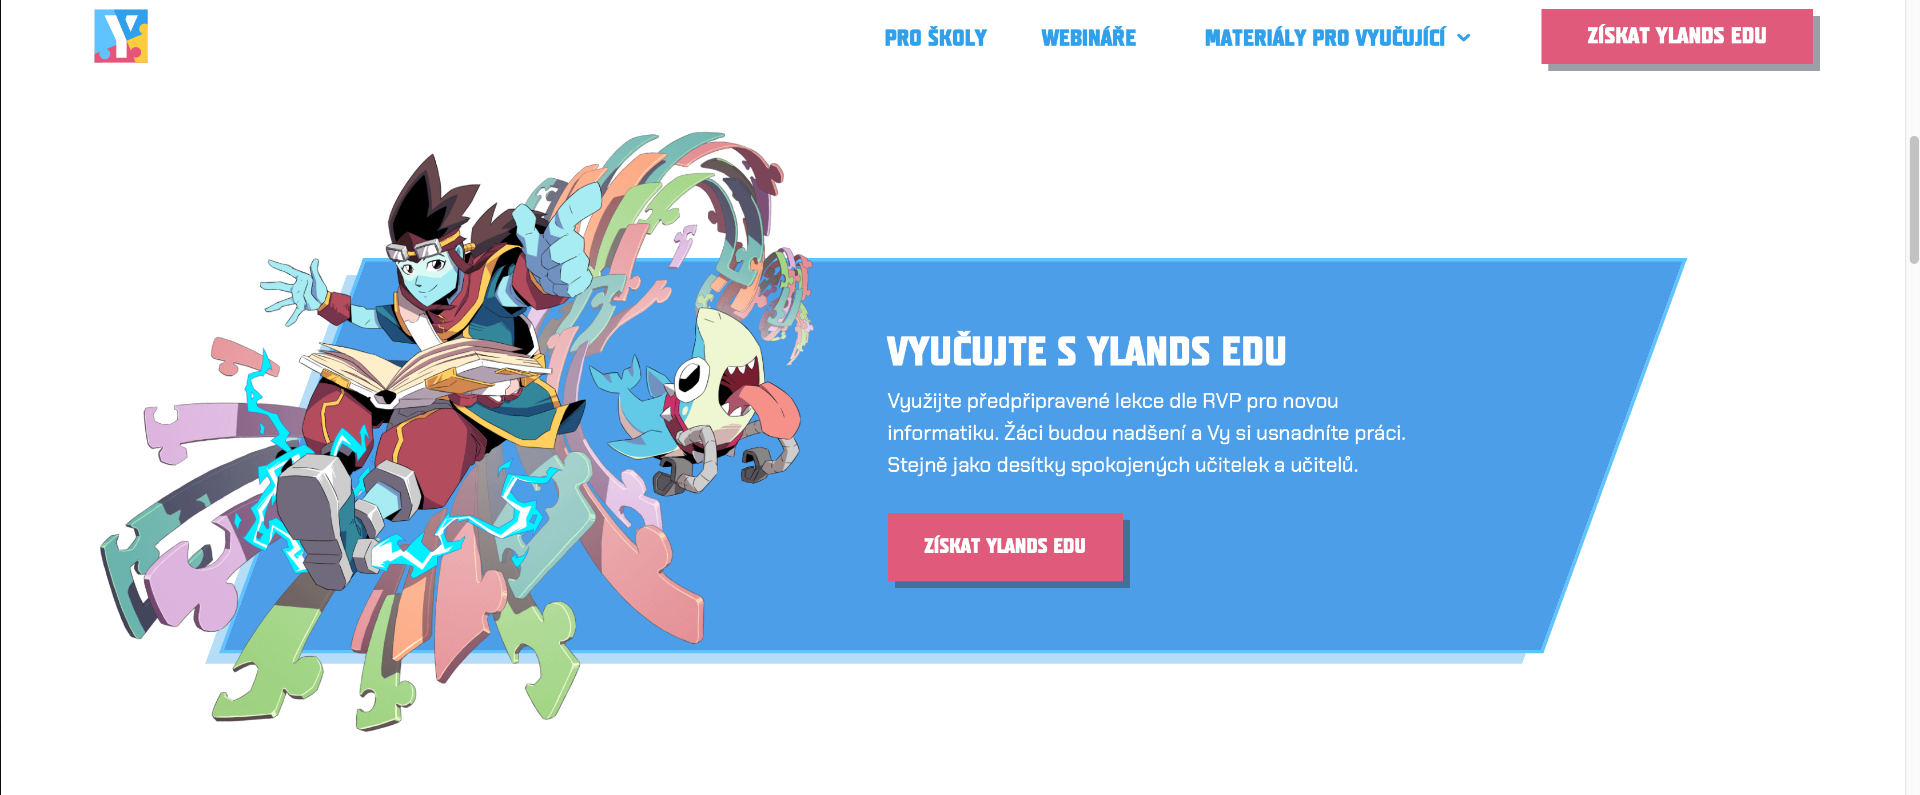 Y
PRO ŠKOLY
WEBINÁŘE
MATERIÁLY PRO VYUČUJÍCÍ
ZÍSKAT YLANDS EDU
VYUČUJTE S YLANDS EDU
Využijte předpřipravené lekce dle RVP pro novou
informatiku. Žáci budou nadšení a Vy si usnadníte práci.
Stejně jako desítky spokojených učitelek a učitelů.
ZÍSKAT YLANDS EDU